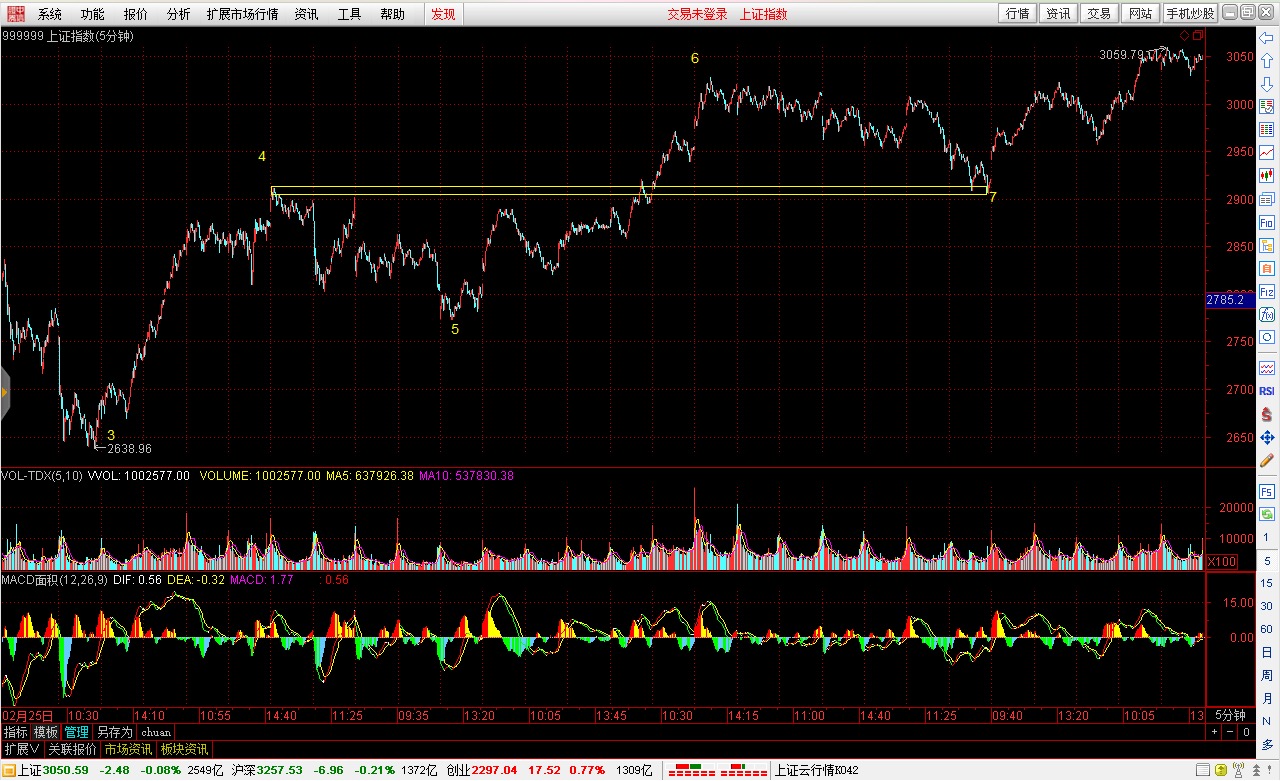 系统 功能 报价 分析 扩展市场行情 资讯 工具 帮助 发现 交易未登录 上证指数 行情 资讯 交易 网站 手机炒股
999999 上证指数(5分钟)
3059.79
6
4
7
5
3
2638.96
3050
3000
2950
2900
2850
2785.2
2750
2700
2650
VOL-TDX(5,10) VVOL: 1002577.00 VOLUME: 1002577.00 MA5: 637926.38 MA10: 537830.38
20000
10000
X100
MACD面积(12,26,9) DIF: 0.56 DEA: -0.32 MACD: 1.77 : 0.56
15.00
0.00
02月25日 10:30 14:10 10:55 14:40 11:25 09:35 13:20 10:05 13:45 10:30 14:15 11:00 14:40 11:25 09:40 13:20 10:05 13 5分钟
指标 模板 管理 另存为 chuan + − 0
扩展 关联报价 市场资讯 板块资讯
上证3050.59 -2.48 -0.08% 2549亿 沪深3257.53 -6.96 -0.21% 1372亿 创业2297.04 17.52 0.77% 1309亿 上证云行情K042
F10
自
F12
f(x)
RSI
F5
1
5
15
30
60
日
周
月
N
多